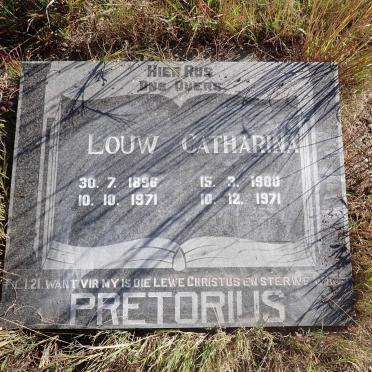 HIER RUS
ONS OUERS
LOUW CATHARINA
30. 7. 1896 15. 3. 1900
10. 10. 1971 10. 12. 1971
1.21 WANT VIR MY IS DIE LEWE CHRISTUS EN STERWE
PRETORIUS